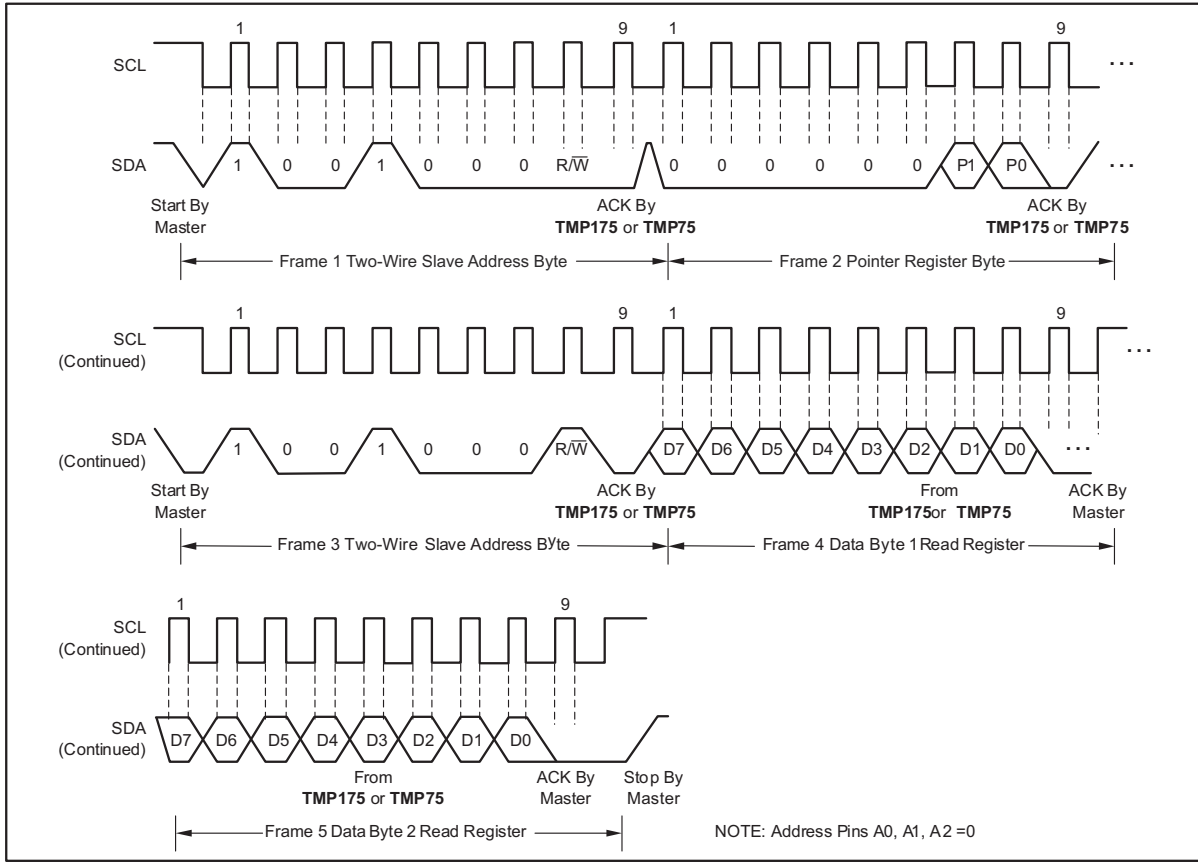 1 9 1 9
SCL ...
SDA 1 0 0 1 0 0 0 R/W̅ 0 0 0 0 0 0 P1 P0 ...
Start By Master
ACK By TMP175 or TMP75
ACK By TMP175 or TMP75
Frame 1 Two-Wire Slave Address Byte
Frame 2 Pointer Register Byte
1 9 1 9
SCL (Continued) ...
SDA (Continued) 1 0 0 1 0 0 0 R/W̅ D7 D6 D5 D4 D3 D2 D1 D0 ...
Start By Master
ACK By TMP175 or TMP75
From TMP175or TMP75
ACK By Master
Frame 3 Two-Wire Slave Address Byte
Frame 4 Data Byte 1 Read Register
1 9
SCL (Continued)
SDA (Continued) D7 D6 D5 D4 D3 D2 D1 D0
From TMP175 or TMP75
ACK By Master
Stop By Master
Frame 5 Data Byte 2 Read Register
NOTE: Address Pins A0, A1, A2 =0